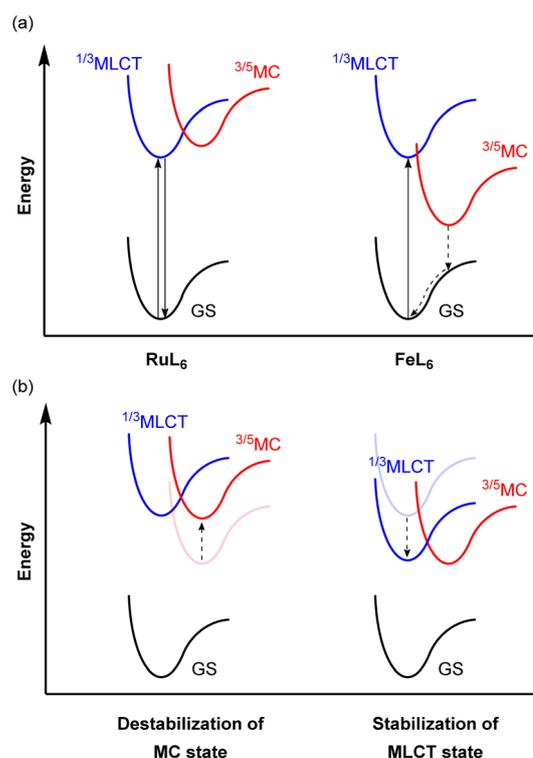 (a)
1/3MLCT
3/5MC
1/3MLCT
3/5MC
Energy
GS
GS
RuL6
FeL6
(b)
1/3MLCT
3/5MC
1/3MLCT
3/5MC
Energy
GS
GS
Destabilization of
MC state
Stabilization of
MLCT state